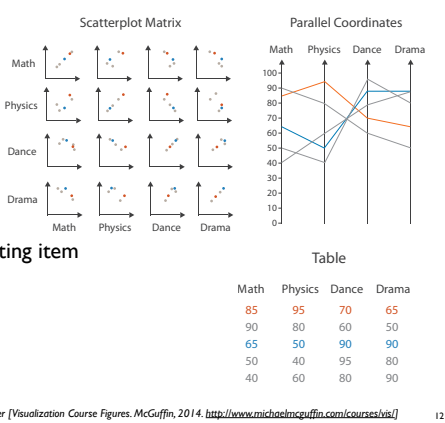 Scatterplot Matrix
Math
Physics
Dance
Drama
Math Physics Dance Drama
Parallel Coordinates
Math Physics Dance Drama
100
90
80
70
60
50
40
30
20
10
0
ting item
Table
Math Physics Dance Drama
85 95 70 65
90 80 60 50
65 50 90 90
50 40 95 80
40 60 80 90
er [Visualization Course Figures. McGuffin, 2014. http://www.michaelmcguffin.com/courses/vis/]
12